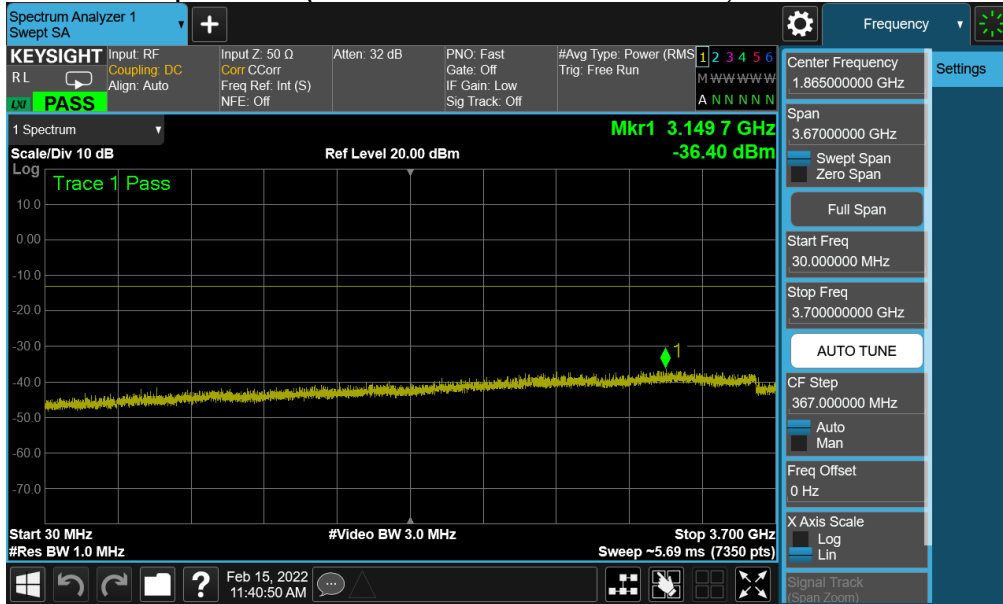 Spectrum Analyzer 1
Swept SA
+
Frequency
KEYSIGHT
RL
LXI PASS
Input: RF
Coupling: DC
Align: Auto
Input Z: 50 Ω
Corr CCorr
Freq Ref: Int (S)
NFE: Off
Atten: 32 dB
PNO: Fast
Gate: Off
IF Gain: Low
Sig Track: Off
#Avg Type: Power (RMS
Trig: Free Run
1 2 3 4 5 6
M W W W W W
A N N N N N
1 Spectrum
Scale/Div 10 dB
Ref Level 20.00 dBm
Mkr1 3.149 7 GHz
-36.40 dBm
Log
Trace 1 Pass
10.0
0.00
-10.0
-20.0
-30.0
-40.0
-50.0
-60.0
-70.0
1
Start 30 MHz
#Video BW 3.0 MHz
Stop 3.700 GHz
#Res BW 1.0 MHz
Sweep ~5.69 ms (7350 pts)
?
Feb 15, 2022
11:40:50 AM
Center Frequency
1.865000000 GHz
Settings
Span
3.67000000 GHz
Swept Span
Zero Span
Full Span
Start Freq
30.000000 MHz
Stop Freq
3.700000000 GHz
AUTO TUNE
CF Step
367.000000 MHz
Auto
Man
Freq Offset
0 Hz
X Axis Scale
Log
Lin
Signal Track
(Span Zoom)